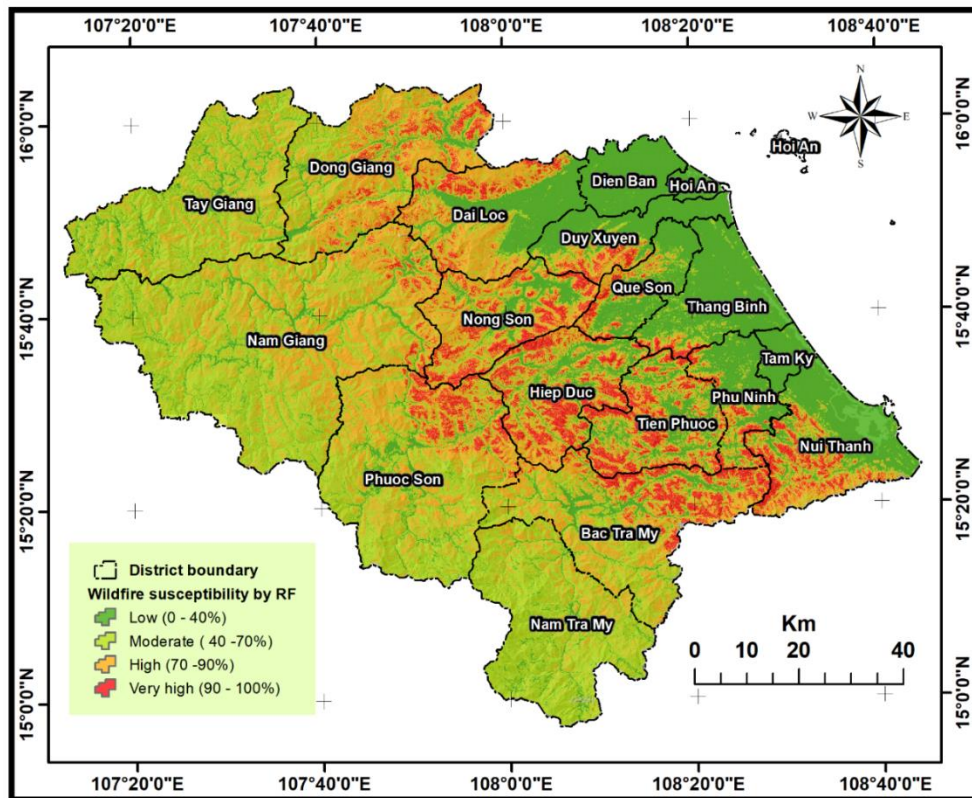 107°20'0"E 107°40'0"E 108°0'0"E 108°20'0"E 108°40'0"E
16°0'0"N
16°0'0"N
15°40'0"N
15°40'0"N
15°20'0"N
15°20'0"N
15°0'0"N
15°0'0"N
N
W
E
S
Hoi An
Dong Giang
Dien Ban
Hoi An
Tay Giang
Dai Loc
Duy Xuyen
Que Son
Thang Binh
Nong Son
Nam Giang
Tam Ky
Hiep Duc
Phu Ninh
Tien Phuoc
Nui Thanh
Phuoc Son
Bac Tra My
Nam Tra My
District boundary
Wildfire susceptibility by RF
Low (0 - 40%)
Moderate ( 40 -70%)
High (70 -90%)
Very high (90 - 100%)
Km
0 10 20 40
107°20'0"E 107°40'0"E 108°0'0"E 108°20'0"E 108°40'0"E